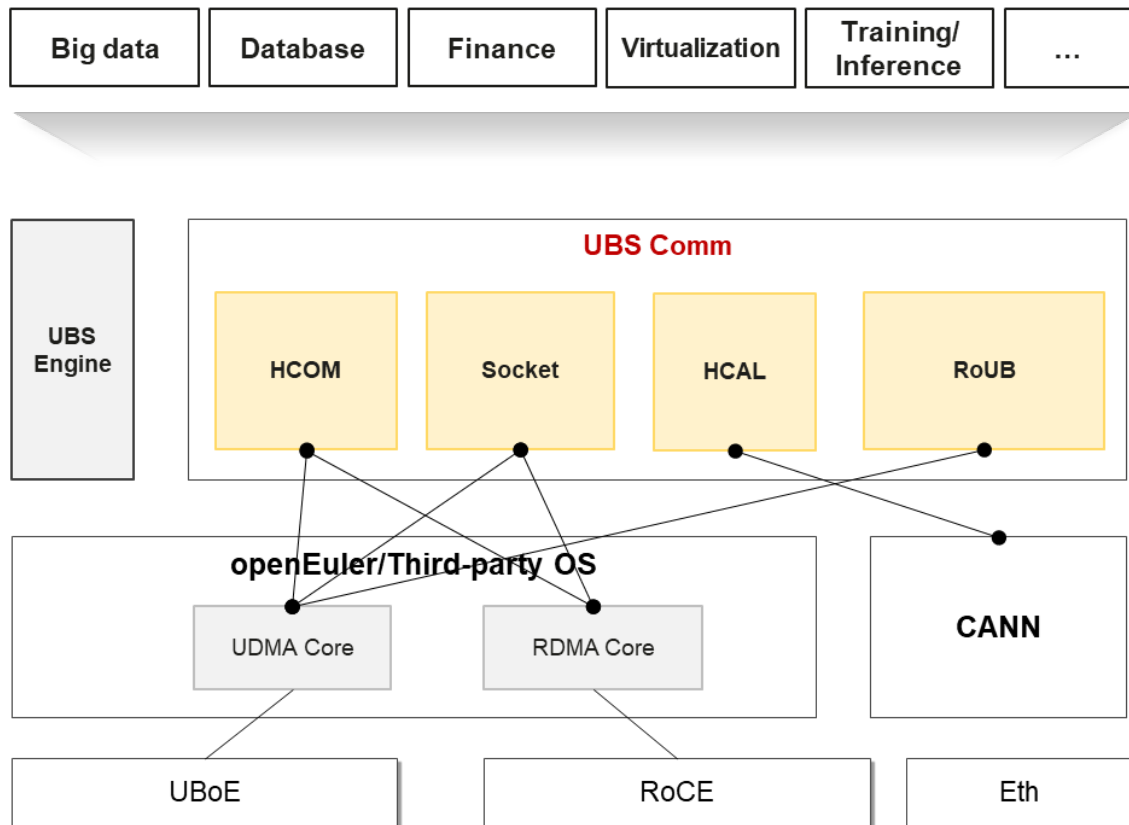 Big data
Database
Finance
Virtualization
Training/
Inference
...
UBS Comm
UBS
Engine
HCOM
Socket
HCAL
RoUB
openEuler/Third-party OS
UDMA Core
RDMA Core
CANN
UBoE
RoCE
Eth